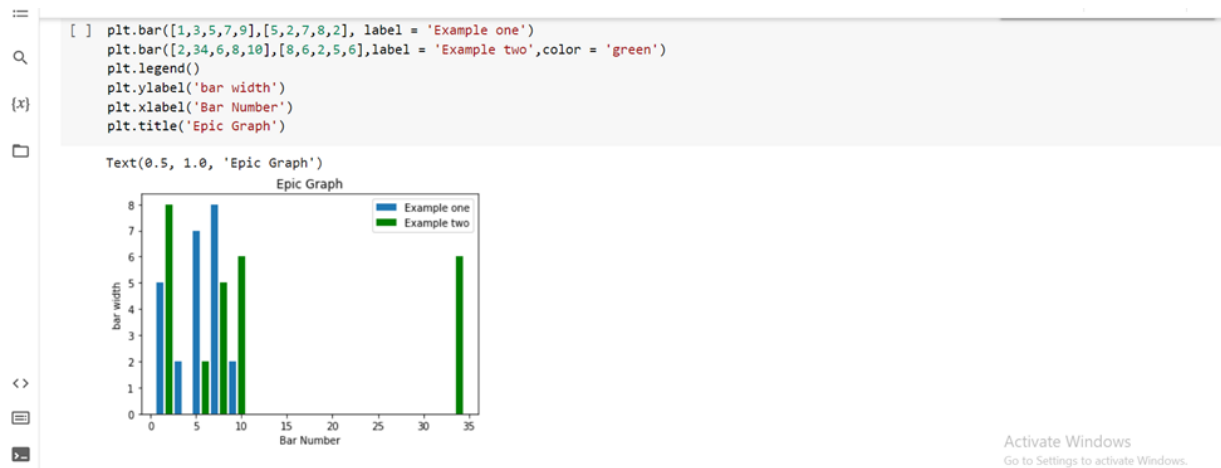 [ ] plt.bar([1,3,5,7,9],[5,2,7,8,2], label = 'Example one')
plt.bar([2,34,6,8,10],[8,6,2,5,6],label = 'Example two',color = 'green')
plt.legend()
plt.ylabel('bar width')
plt.xlabel('Bar Number')
plt.title('Epic Graph')
{x}
Text(0.5, 1.0, 'Epic Graph')
Epic Graph
Example one
Example two
8
7
6
5
4
3
2
1
0
bar width
0 5 10 15 20 25 30 35
Bar Number
Activate Windows
Go to Settings to activate Windows.